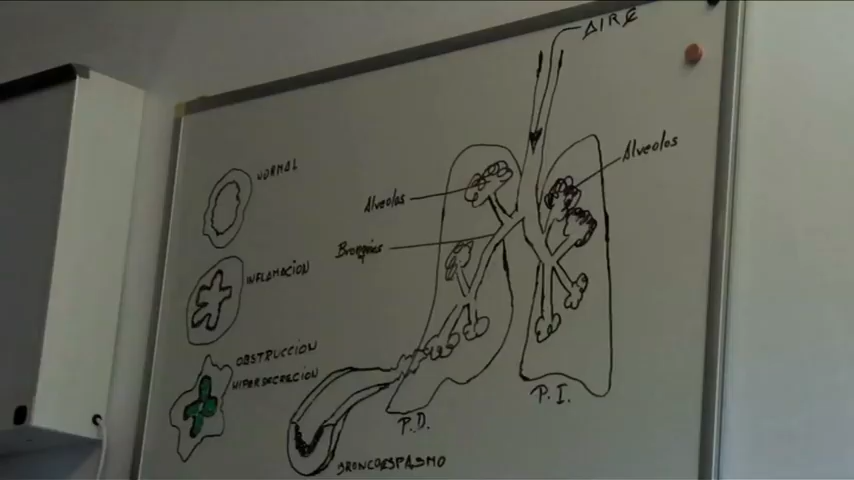 AIRE
NORMAL
Alveolos
Alveolos
Bronquios
INFLAMACION
OBSTRUCCION
HIPERSECRECION
P.D.
P.I.
BRONCOESPASMO